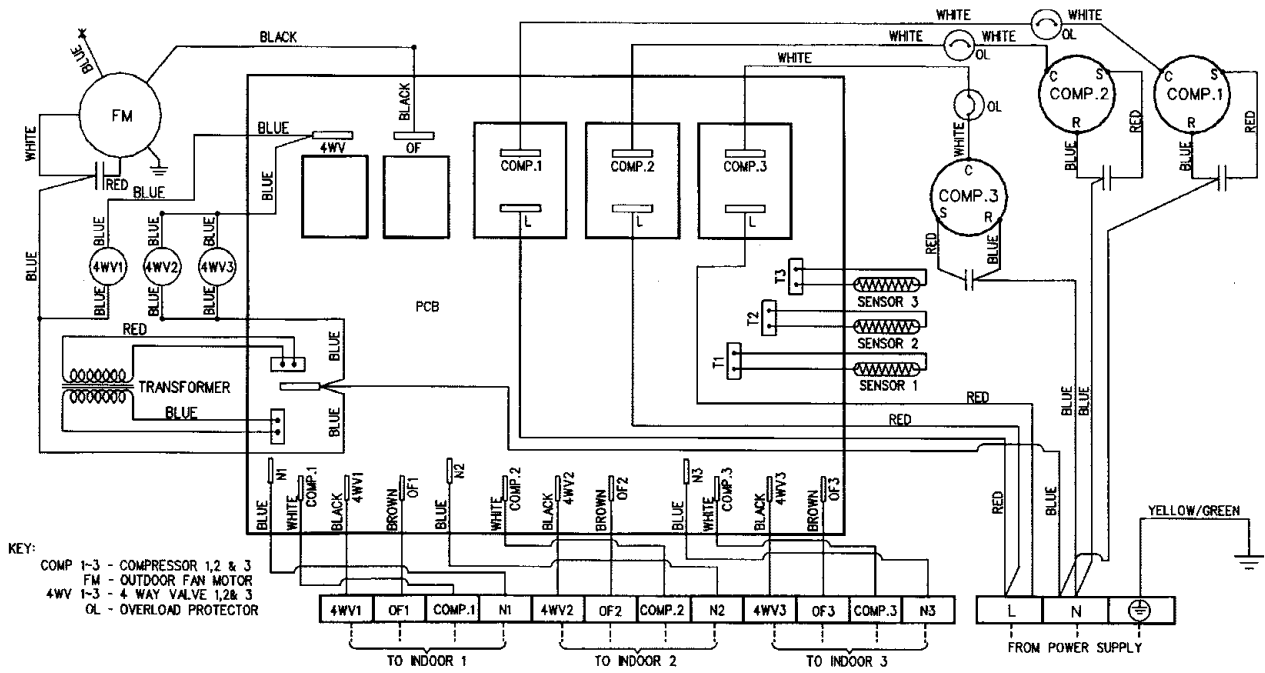 WHITE
WHITE
OL
BLACK
WHITE
WHITE
OL
WHITE
BLUE
FM
BLACK
OL
WHITE
C S
COMP.2
R
C S
COMP.1
R
RED
RED
WHITE
BLUE
4WV
OF
COMP.1
COMP.2
COMP.3
BLUE
BLUE
RED
BLUE
BLUE
C
COMP.3
S R
L
L
L
BLUE
BLUE
BLUE
RED
BLUE
4WV1
4WV2
4WV3
BLUE
BLUE
BLUE
BLUE
PCB
T3
SENSOR 3
T2
SENSOR 2
T1
SENSOR 1
RED
BLUE
TRANSFORMER
BLUE
BLUE
RED
RED
BLUE
BLUE
N1
COMP.1
4WV1
OF1
N2
COMP.2
4WV2
OF2
N3
COMP.3
4WV3
OF3
BLUE
WHITE
BLACK
BROWN
BLUE
WHITE
BLACK
BROWN
BLUE
WHITE
BLACK
BROWN
RED
BLUE
YELLOW/GREEN
KEY:
COMP 1~3 - COMPRESSOR 1,2 & 3
FM - OUTDOOR FAN MOTOR
4WV 1~3 - 4 WAY VALVE 1,2& 3
OL - OVERLOAD PROTECTOR
4WV1 OF1 COMP.1 N1 4WV2 OF2 COMP.2 N2 4WV3 OF3 COMP.3 N3
L N
TO INDOOR 1
TO INDOOR 2
TO INDOOR 3
FROM POWER SUPPLY